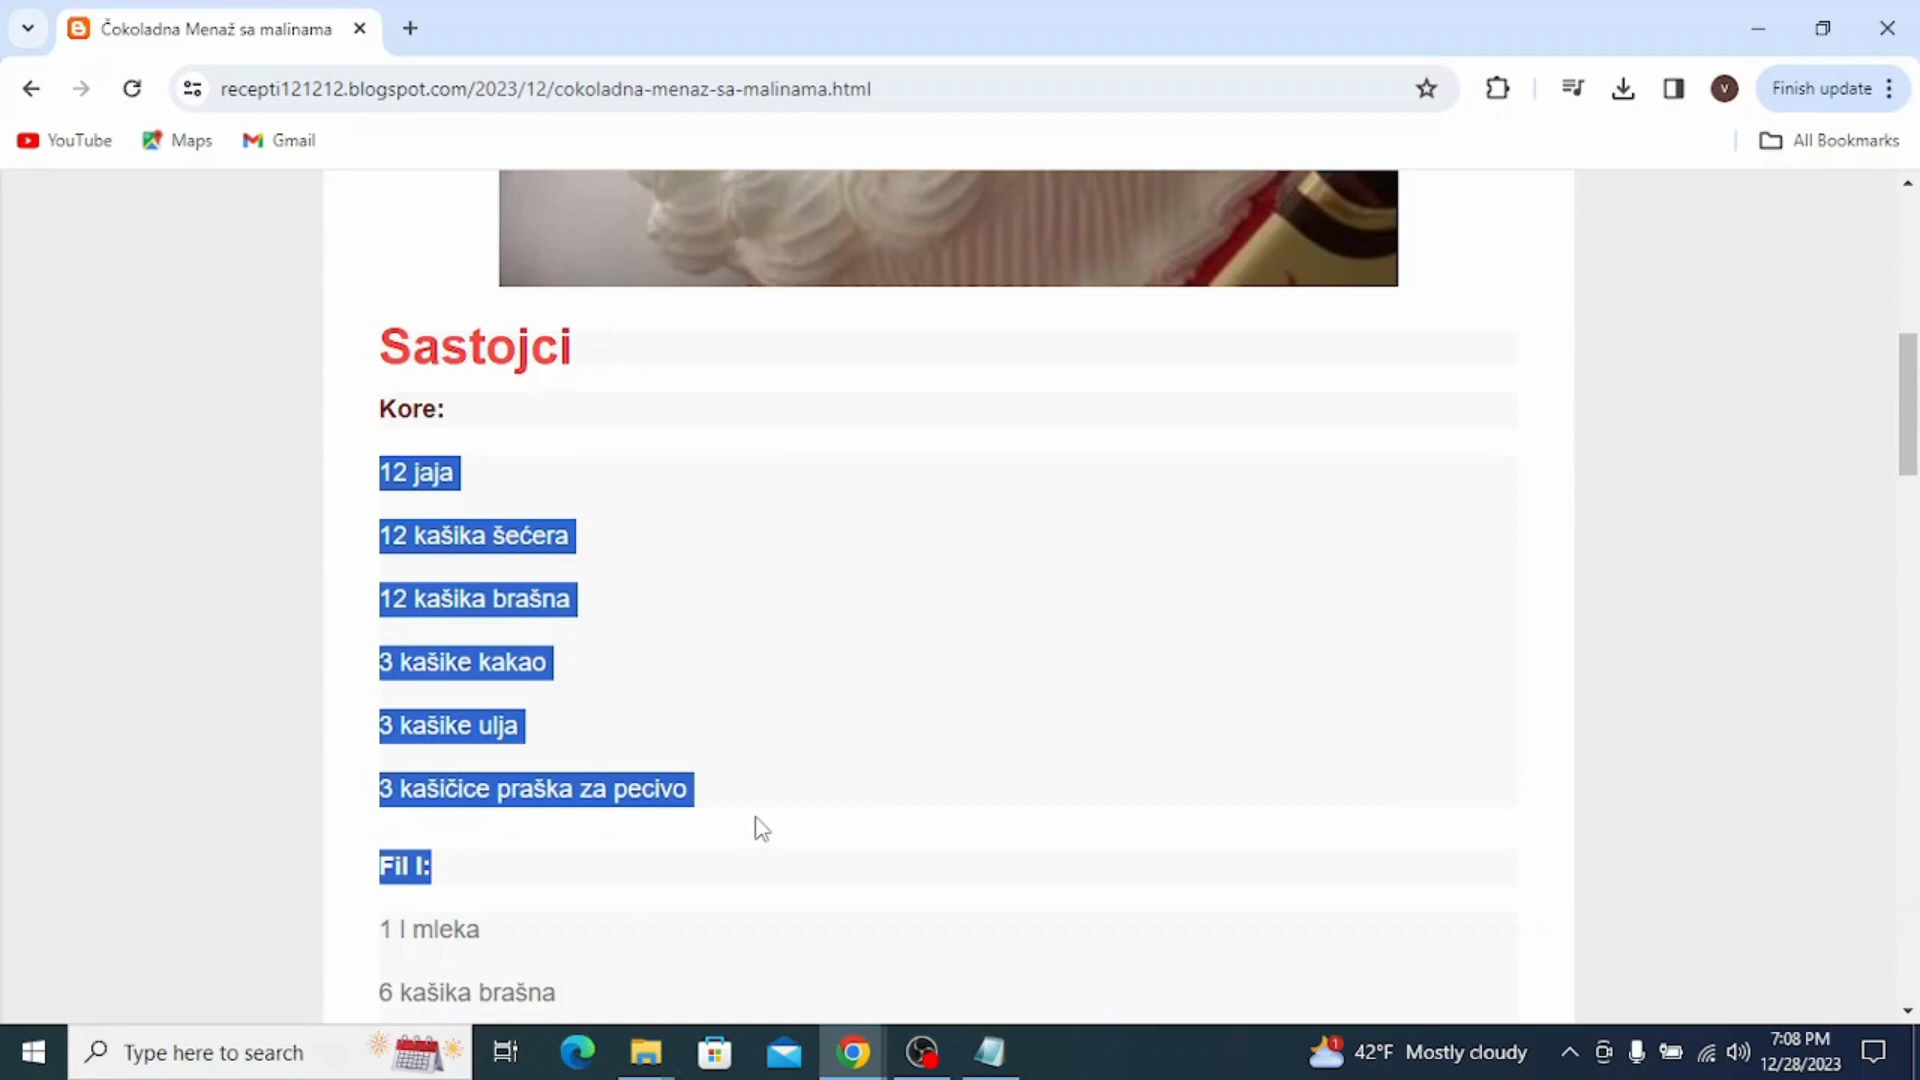 Čokoladna Menaž sa malinama
recepti121212.blogspot.com/2023/12/cokoladna-menaz-sa-malinama.html
V
Finish update
YouTube
Maps
Gmail
All Bookmarks
Sastojci
Kore:
12 jaja
12 kašika šećera
12 kašika brašna
3 kašike kakao
3 kašike ulja
3 kašičice praška za pecivo
Fil I:
1 l mleka
6 kašika brašna
Type here to search
1
42°F Mostly cloudy
7:08 PM
12/28/2023